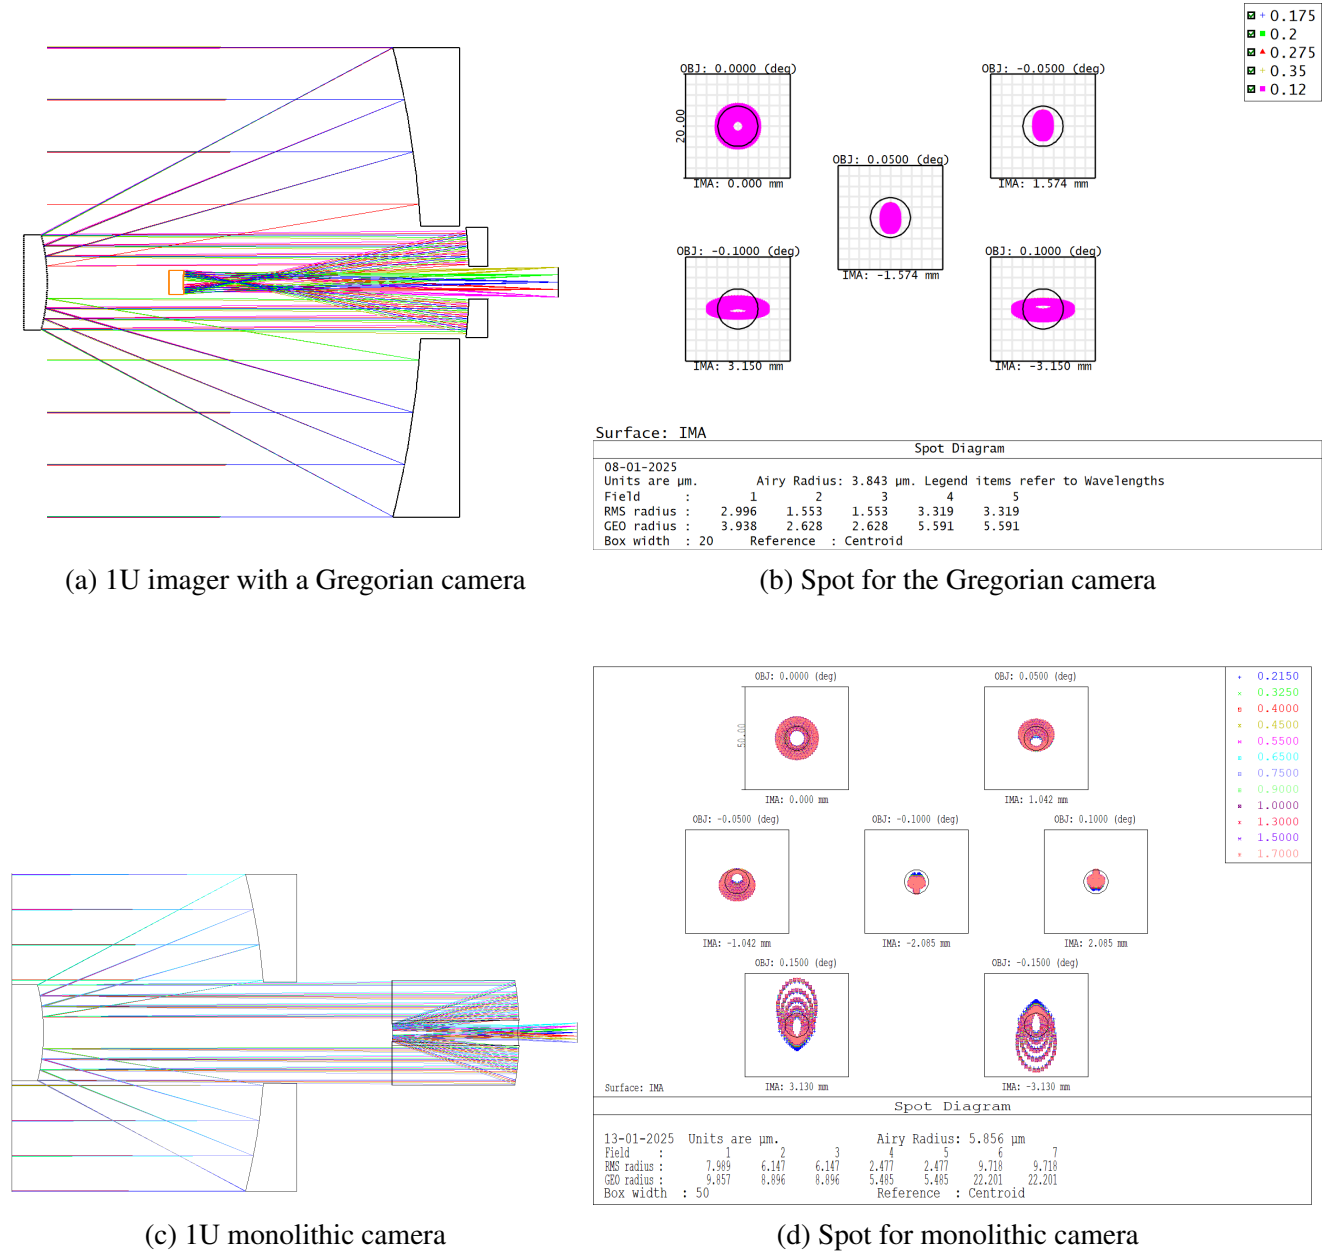 0.175
0.2
0.275
0.35
0.12
OBJ: 0.0000 (deg)
OBJ: -0.0500 (deg)
20.00
IMA: 0.000 mm
IMA: 1.574 mm
OBJ: 0.0500 (deg)
IMA: -1.574 mm
OBJ: -0.1000 (deg)
OBJ: 0.1000 (deg)
IMA: 3.150 mm
IMA: -3.150 mm
Surface: IMA
Spot Diagram
08-01-2025
Units are µm. Airy Radius: 3.843 µm. Legend items refer to Wavelengths
Field : 1 2 3 4 5
RMS radius : 2.996 1.553 1.553 3.319 3.319
GEO radius : 3.938 2.628 2.628 5.591 5.591
Box width : 20 Reference : Centroid
(a) 1U imager with a Gregorian camera
(b) Spot for the Gregorian camera
OBJ: 0.0000 (deg)
OBJ: 0.0500 (deg)
50.00
IMA: 0.000 mm
IMA: 1.042 mm
0.2150
0.3250
0.4000
0.4500
0.5500
0.6500
0.7500
0.9000
1.0000
1.3000
1.5000
1.7000
OBJ: -0.0500 (deg)
OBJ: -0.1000 (deg)
OBJ: 0.1000 (deg)
IMA: -1.042 mm
IMA: -2.085 mm
IMA: 2.085 mm
OBJ: 0.1500 (deg)
OBJ: -0.1500 (deg)
IMA: 3.130 mm
IMA: -3.130 mm
Surface: IMA
Spot Diagram
13-01-2025 Units are µm. Airy Radius: 5.856 µm
Field : 1 2 3 4 5 6 7
RMS radius : 7.989 6.147 6.147 2.477 2.477 9.718 9.718
GEO radius : 9.857 8.896 8.896 5.485 5.485 22.201 22.201
Box width : 50 Reference : Centroid
(c) 1U monolithic camera
(d) Spot for monolithic camera